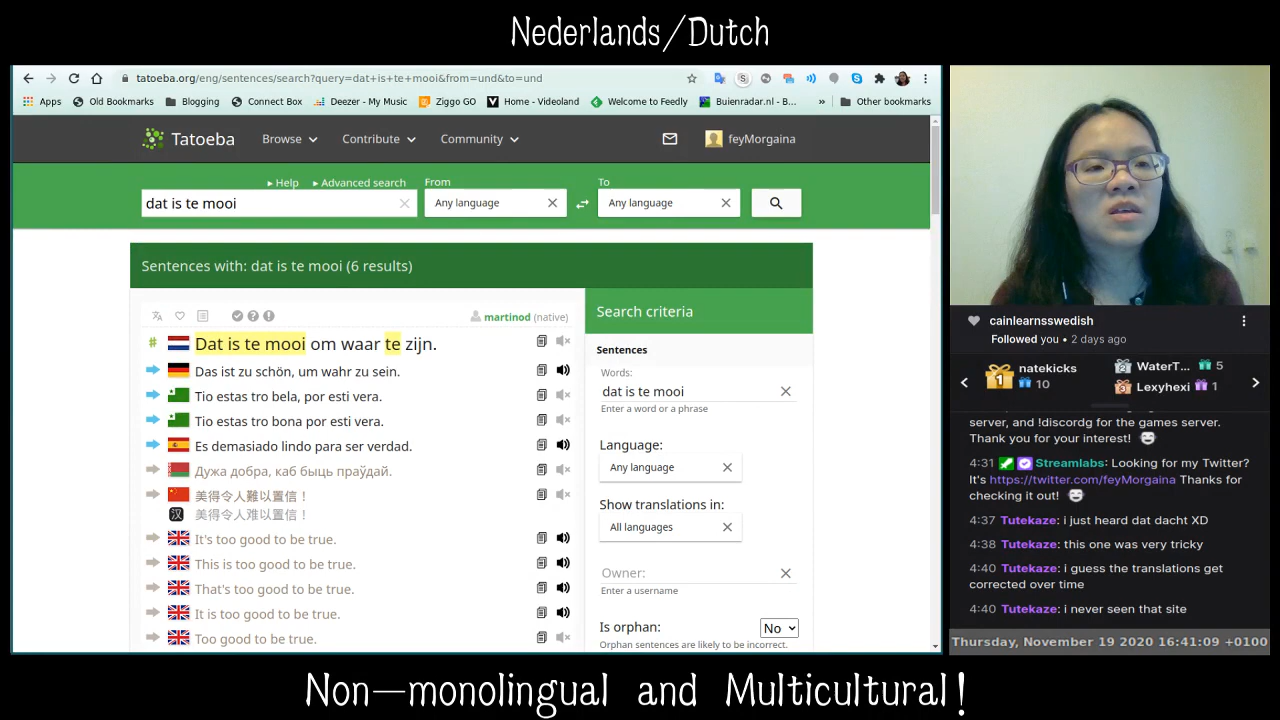 Nederlands/Dutch
tatoeba.org/eng/sentences/search?query=dat+is+te+mooi&from=und&to=und
Apps Old Bookmarks Blogging Connect Box Deezer - My Music Ziggo GO Home - Videoland Welcome to Feedly Buienradar.nl - B... » Other bookmarks
Tatoeba Browse Contribute Community feyMorgaina
Help Advanced search From To
dat is te mooi Any language Any language
Sentences with: dat is te mooi (6 results)
martinod (native)
Dat is te mooi om waar te zijn.
Das ist zu schön, um wahr zu sein.
Tio estas tro bela, por esti vera.
Tio estas tro bona por esti vera.
Es demasiado lindo para ser verdad.
Дужа добра, каб быць праўдай.
美得令人難以置信！
汉 美得令人难以置信！
It's too good to be true.
This is too good to be true.
That's too good to be true.
It is too good to be true.
Too good to be true.
Search criteria
Sentences
Words:
dat is te mooi
Enter a word or a phrase
Language:
Any language
Show translations in:
All languages
Owner:
Enter a username
Is orphan: No
Orphan sentences are likely to be incorrect.
cainlearnsswedish
Followed you • 2 days ago
1 natekicks 10
2 WaterT... 5
3 Lexyhexi 1
server, and !discordg for the games server.
Thank you for your interest!
4:31 Streamlabs: Looking for my Twitter?
It's https://twitter.com/feyMorgaina Thanks for
checking it out!
4:37 Tutekaze: i just heard dat dacht XD
4:38 Tutekaze: this one was very tricky
4:40 Tutekaze: i guess the translations get
corrected over time
4:40 Tutekaze: i never seen that site
Thursday, November 19 2020 16:41:09 +0100
Non-monolingual and Multicultural!